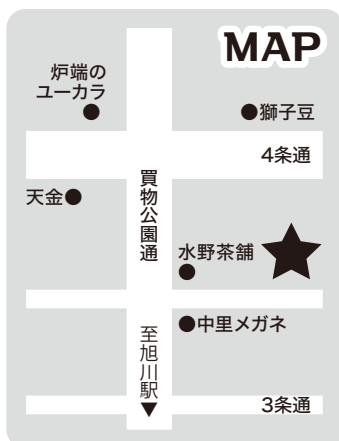 MAP
炉端の
ユーカラ
●
●獅子豆
4条通
天金●
買物公園通
水野茶舗
●
★
●中里メガネ
至旭川駅▼
3条通